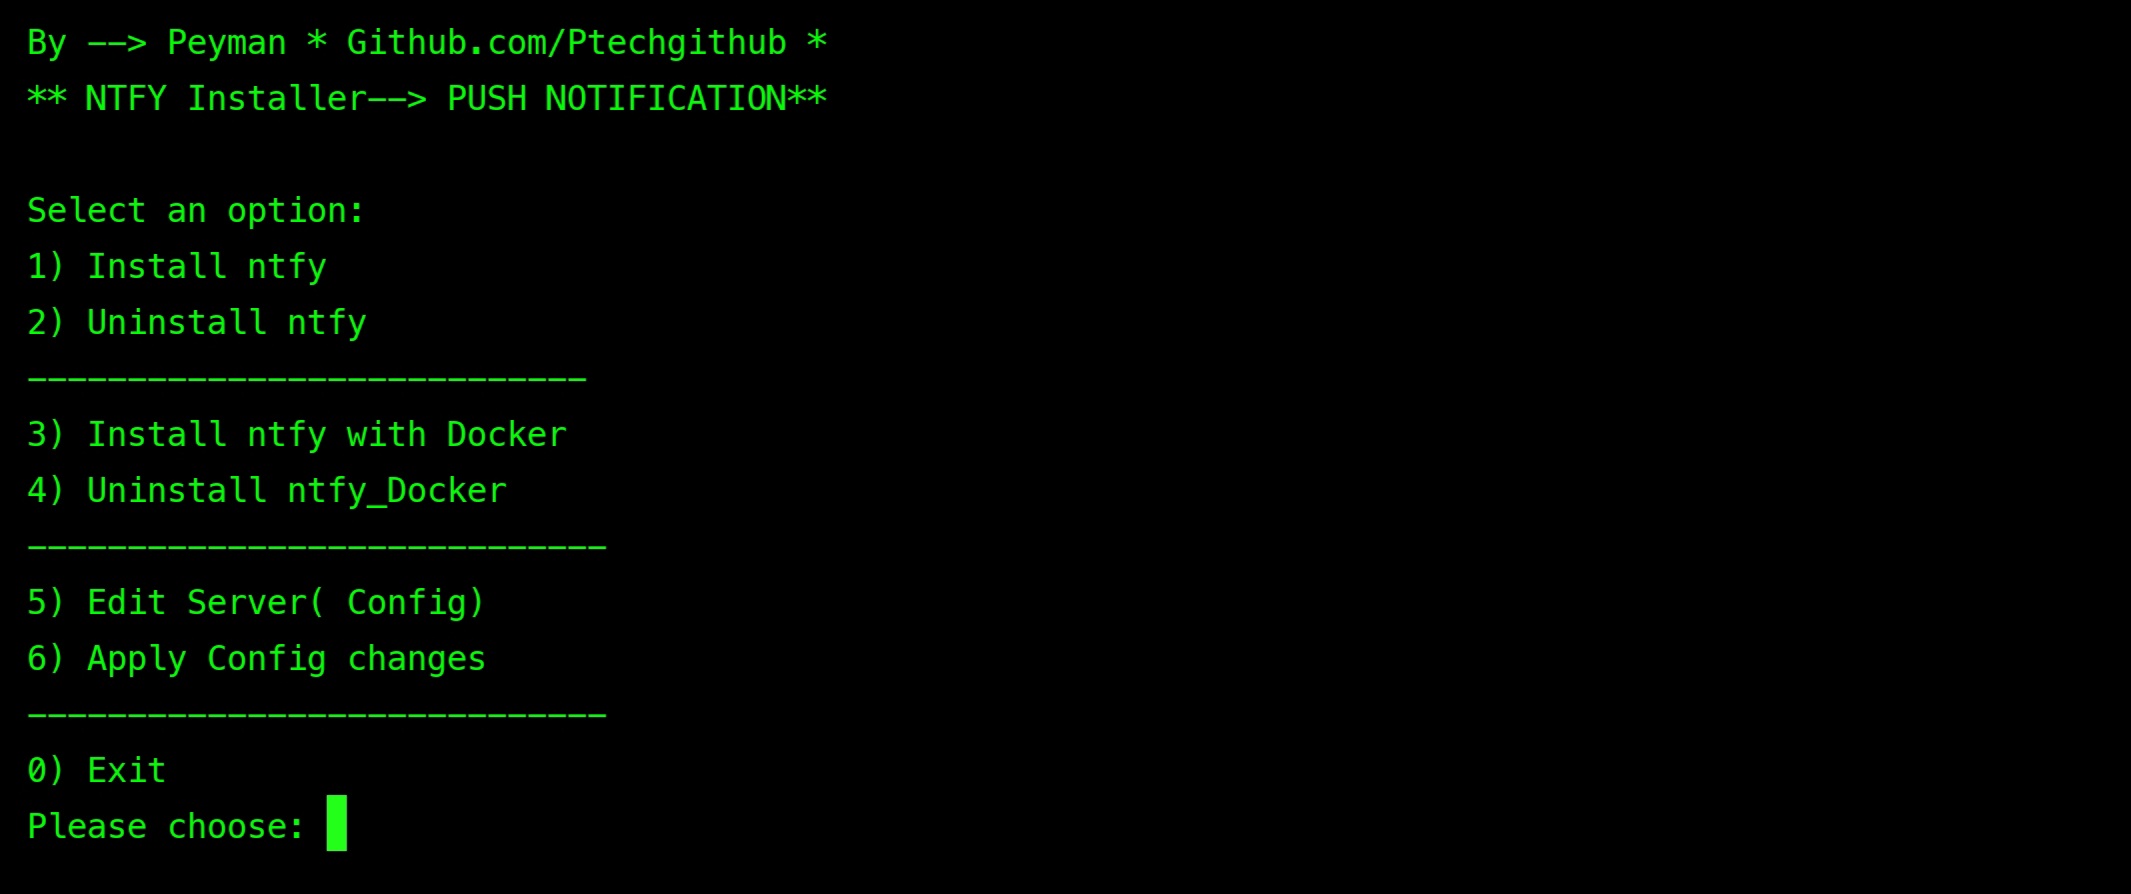 By --> Peyman * Github.com/Ptechgithub *
** NTFY Installer--> PUSH NOTIFICATION**
Select an option:
1) Install ntfy
2) Uninstall ntfy
----------------------------
3) Install ntfy with Docker
4) Uninstall ntfy_Docker
-----------------------------
5) Edit Server( Config)
6) Apply Config changes
-----------------------------
0) Exit
Please choose: